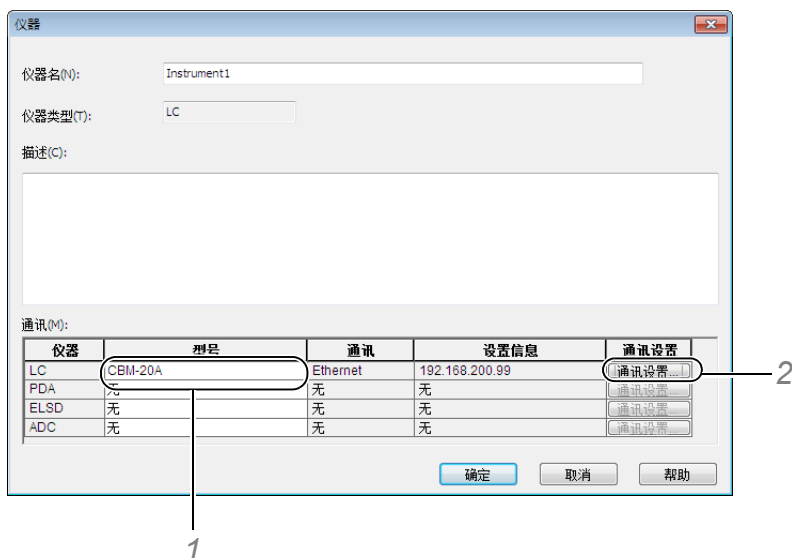 仪器
仪器名(N): Instrument1
仪器类型(T): LC
描述(C):
通讯(M):
仪器 型号 通讯 设置信息 通讯设置
LC CBM-20A Ethernet 192.168.200.99 通讯设置...
2
PDA 无 无 无 通讯设置...
ELSD 无 无 无 通讯设置...
ADC 无 无 无 通讯设置...
确定 取消 帮助
1